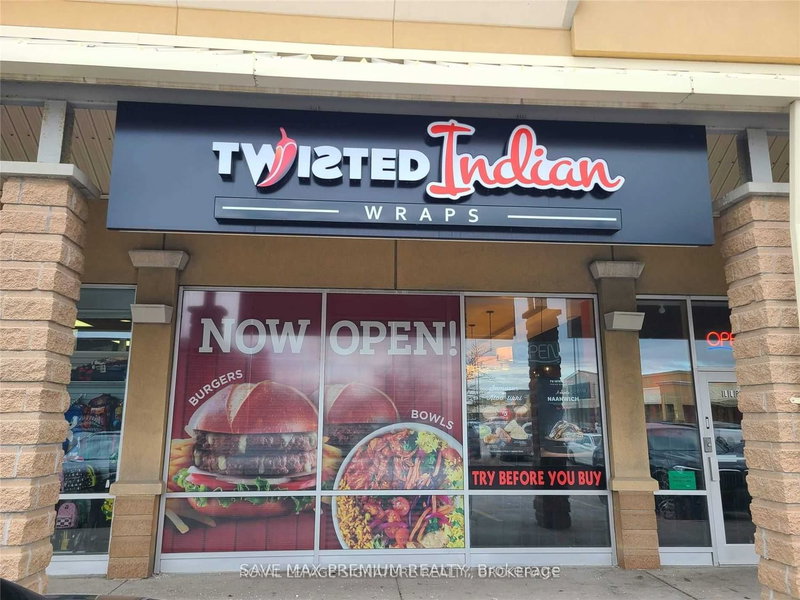 TWISTED Indian
WRAPS
NOW OPEN!
BURGERS
BOWLS
OPEN
NAANWICH
TRY BEFORE YOU BUY
SAVE MAX PREMIUM REALTY, Brokerage